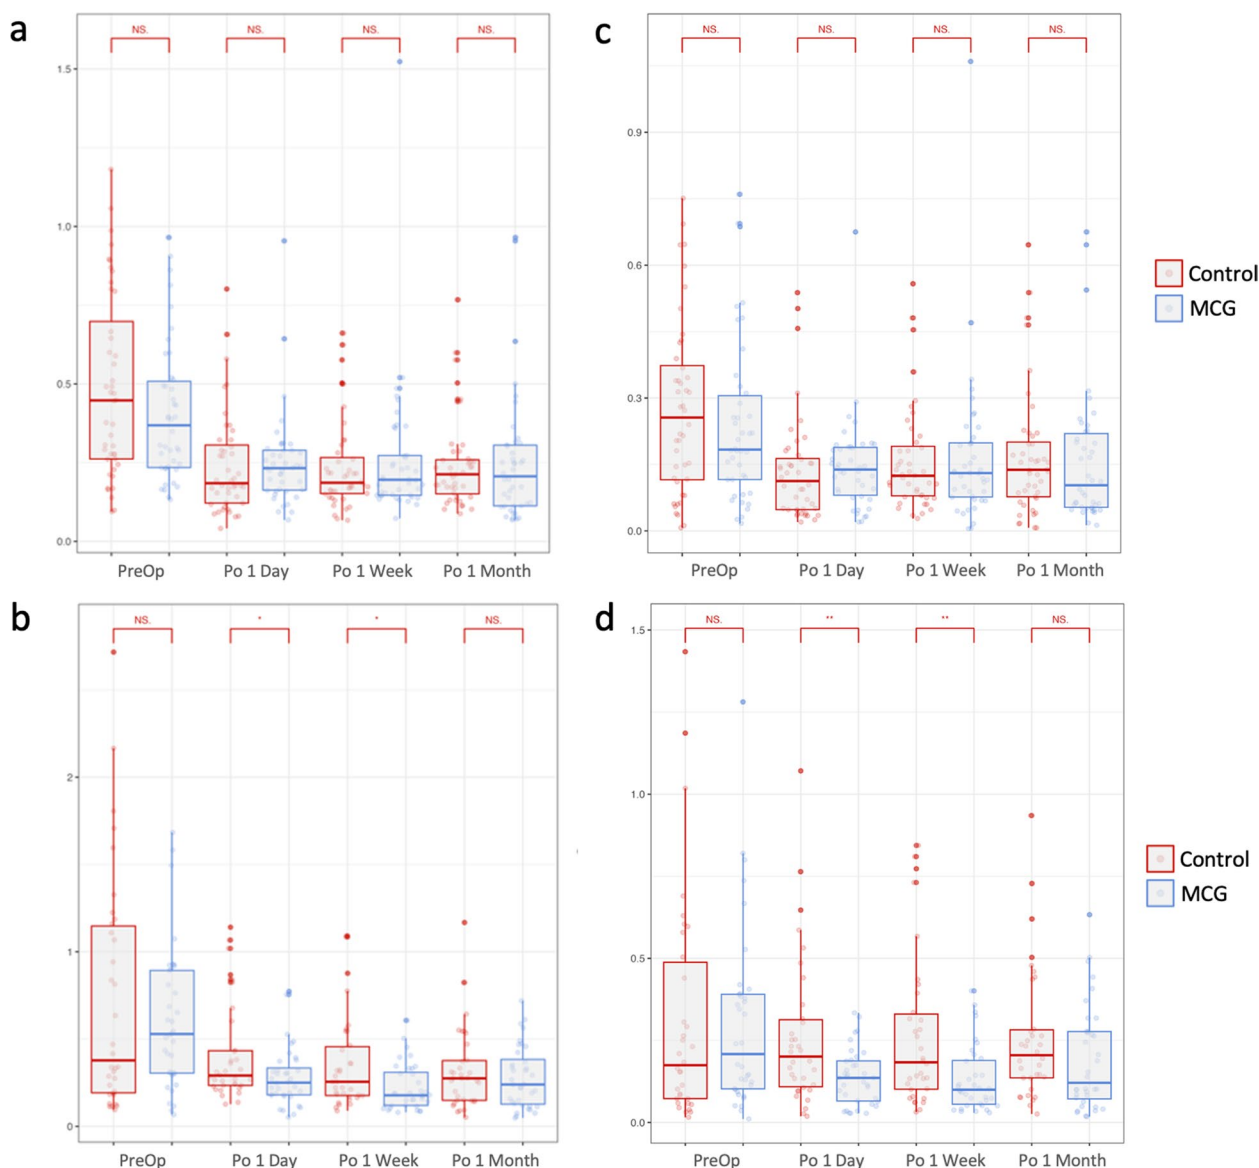 a
NS. NS. NS. NS.
1.5
1.0
0.5
0.0
PreOp Po 1 Day Po 1 Week Po 1 Month
c
NS. NS. NS. NS.
0.9
0.6
0.3
0.0
PreOp Po 1 Day Po 1 Week Po 1 Month
Control
MCG
b
NS. * * NS.
2
1
0
PreOp Po 1 Day Po 1 Week Po 1 Month
d
NS. ** ** NS.
1.5
1.0
0.5
0.0
PreOp Po 1 Day Po 1 Week Po 1 Month
Control
MCG